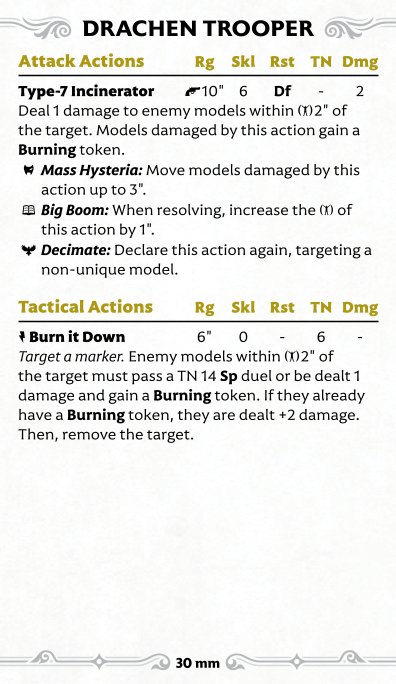 DRACHEN TROOPER
Attack Actions Rg Skl Rst TN Dmg
Type-7 Incinerator 10" 6 Df - 2
Deal 1 damage to enemy models within 2" of
the target. Models damaged by this action gain a
Burning token.
Mass Hysteria: Move models damaged by this
action up to 3".
Big Boom: When resolving, increase the of
this action by 1".
Decimate: Declare this action again, targeting a
non-unique model.
Tactical Actions Rg Skl Rst TN Dmg
Burn it Down 6" 0 - 6 -
Target a marker. Enemy models within 2" of
the target must pass a TN 14 Sp duel or be dealt 1
damage and gain a Burning token. If they already
have a Burning token, they are dealt +2 damage.
Then, remove the target.
30 mm